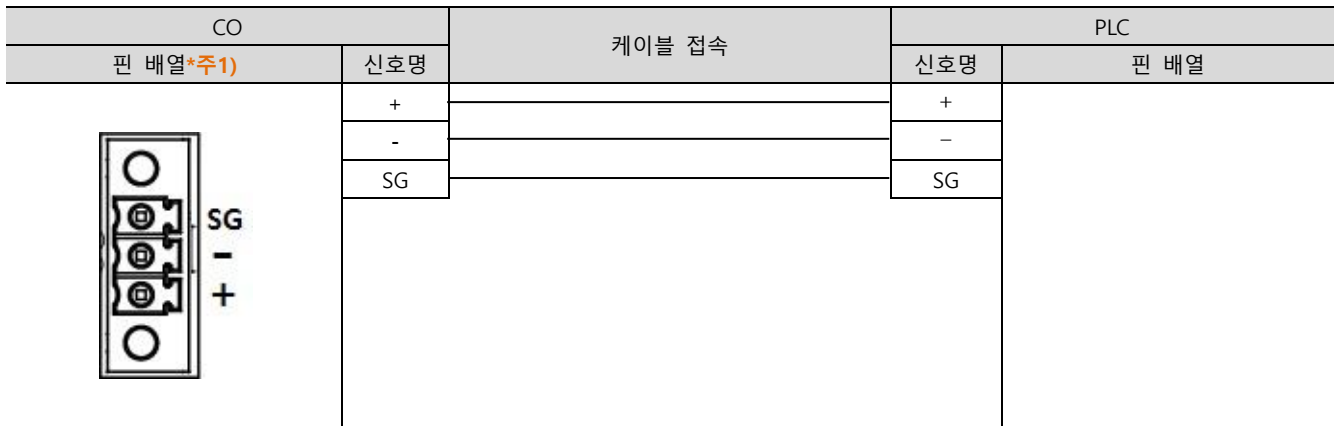 CO 케이블 접속 PLC
핀 배열*주1) 신호명 신호명 핀 배열
+ +
- −
SG SG
SG
-
+